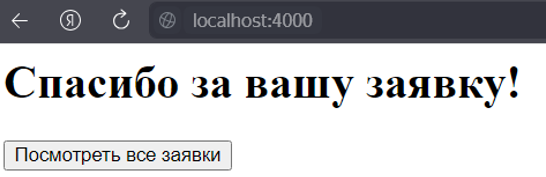 localhost:4000
Спасибо за вашу заявку!
Посмотреть все заявки